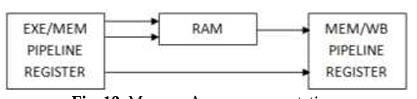 EXE/MEM
PIPELINE
REGISTER
RAM
MEM/WB
PIPELINE
REGISTER